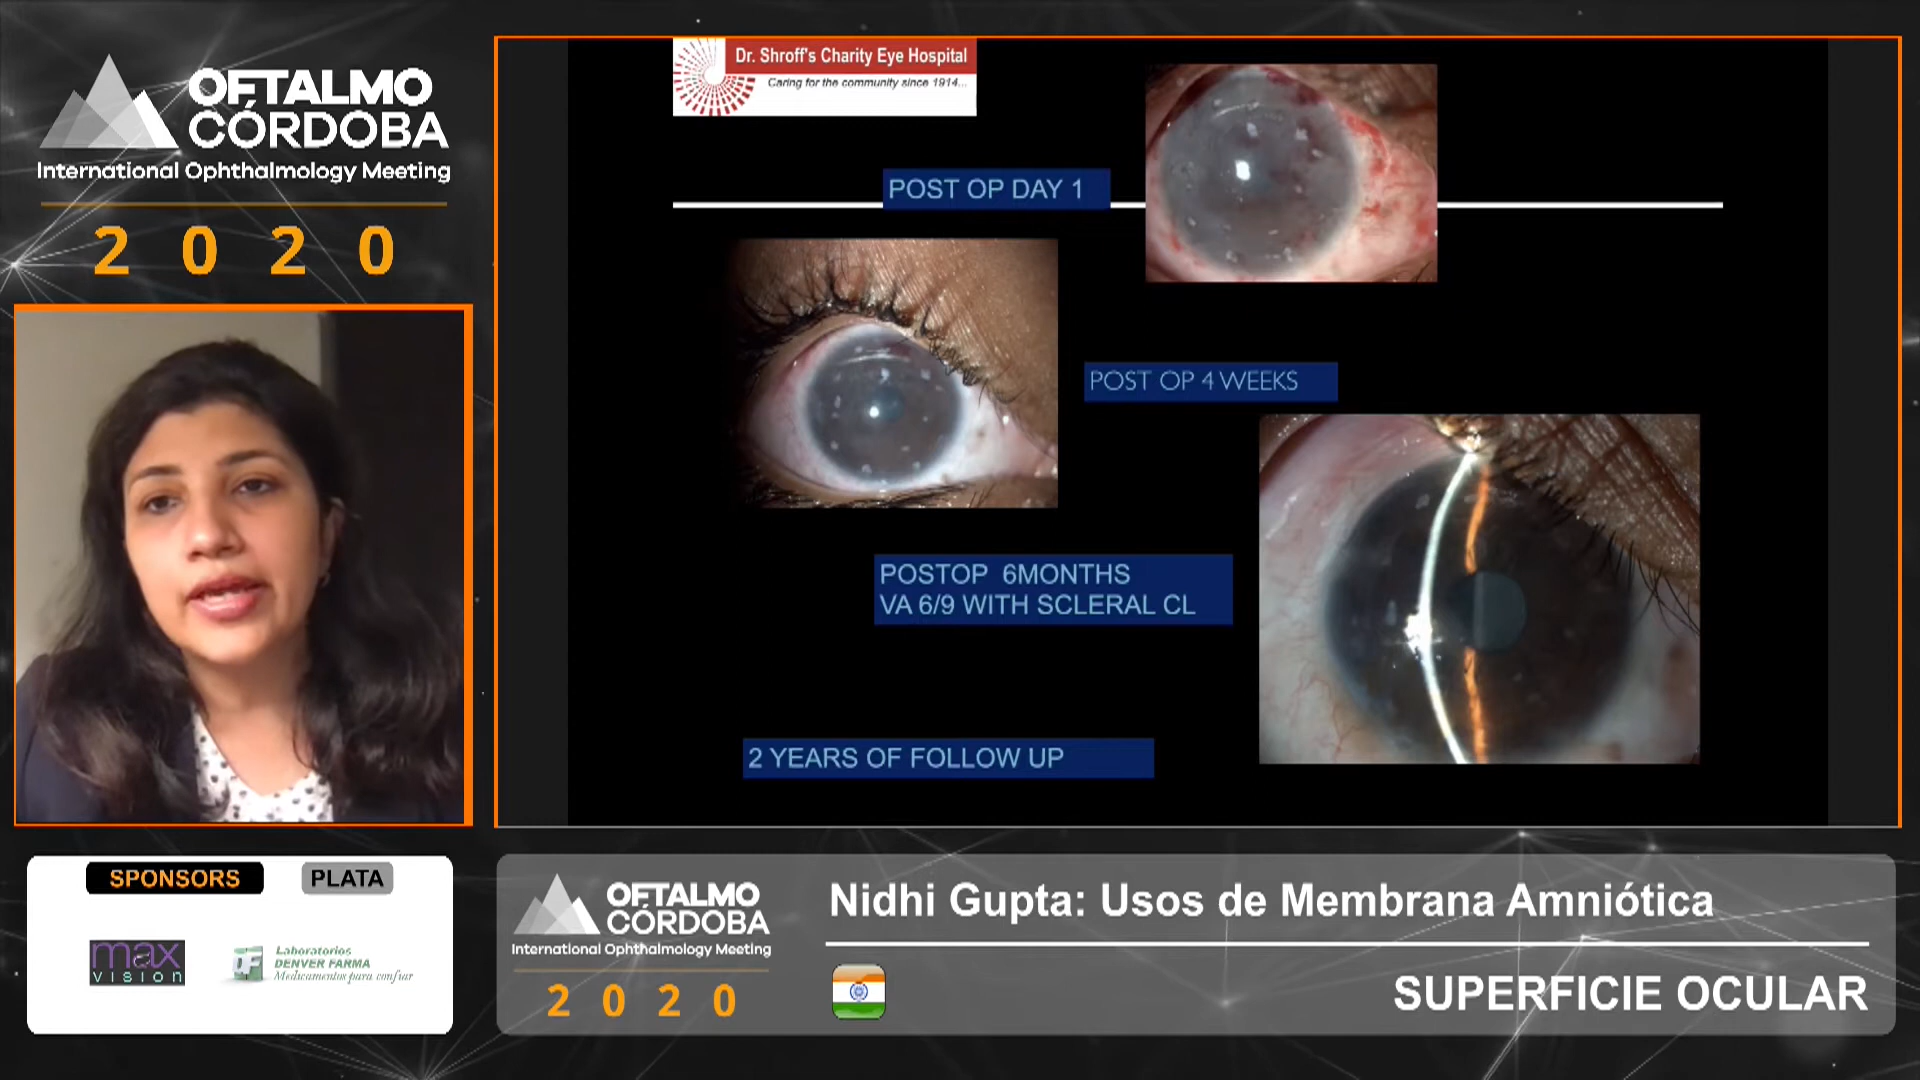 OFTALMO
CÓRDOBA
International Ophthalmology Meeting
2 0 2 0
Dr. Shroff's Charity Eye Hospital
Caring for the community since 1914...
POST OP DAY 1
POST OP 4 WEEKS
POSTOP 6MONTHS
VA 6/9 WITH SCLERAL CL
2 YEARS OF FOLLOW UP
SPONSORS
PLATA
max
vision
DF
Laboratorios
DENVER FARMA
Medicamentos para confiar
OFTALMO
CÓRDOBA
International Ophthalmology Meeting
2 0 2 0
Nidhi Gupta: Usos de Membrana Amniótica
SUPERFICIE OCULAR